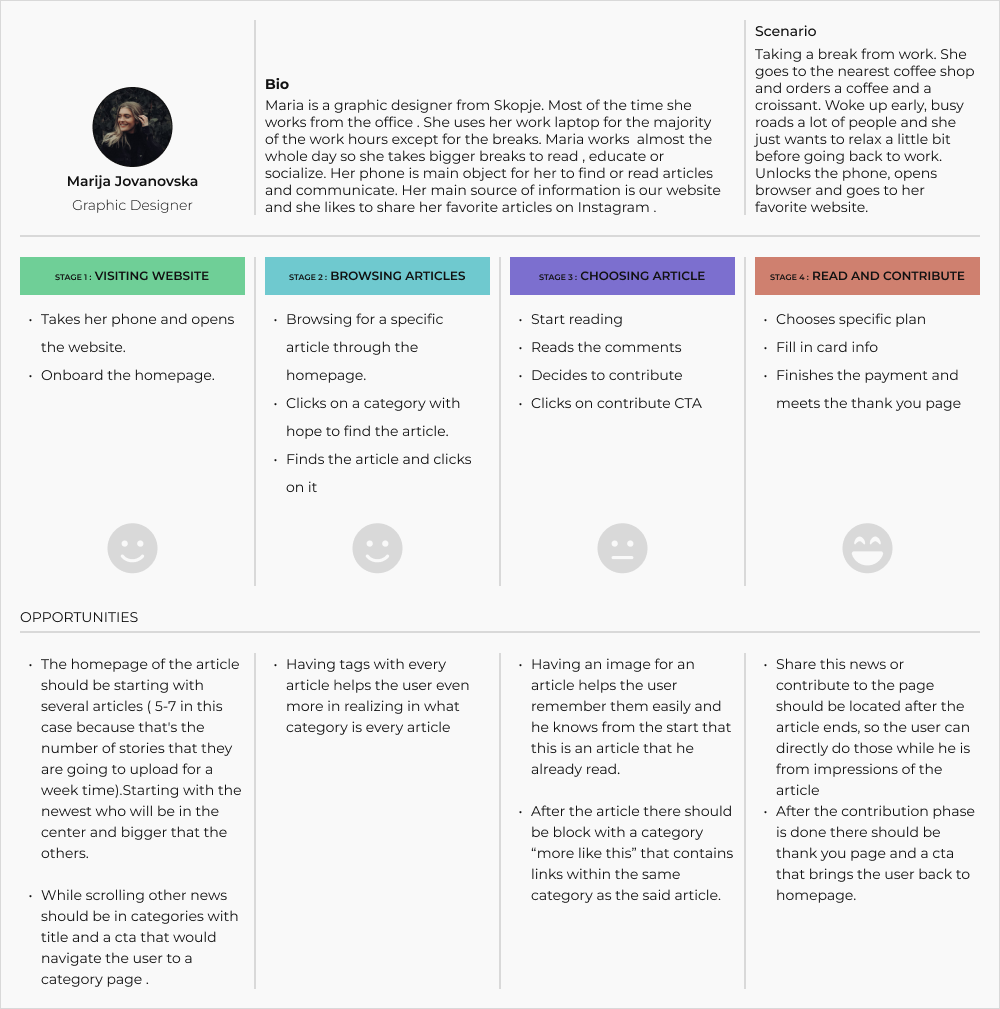 Marija Jovanovska
Graphic Designer
Bio
Maria is a graphic designer from Skopje. Most of the time she
works from the office . She uses her work laptop for the majority
of the work hours except for the breaks. Maria works  almost the
whole day so she takes bigger breaks to read , educate or
socialize. Her phone is main object for her to find or read articles
and communicate. Her main source of information is our website
and she likes to share her favorite articles on Instagram .
Scenario
Taking a break from work. She
goes to the nearest coffee shop
and orders a coffee and a
croissant. Woke up early, busy
roads a lot of people and she
just wants to relax a little bit
before going back to work.
Unlocks the phone, opens
browser and goes to her
favorite website.
STAGE 1 : VISITING WEBSITE
• Takes her phone and opens
the website.
• Onboard the homepage.
STAGE 2 : BROWSING ARTICLES
• Browsing for a specific
article through the
homepage.
• Clicks on a category with
hope to find the article.
• Finds the article and clicks
on it
STAGE 3 : CHOOSING ARTICLE
• Start reading
• Reads the comments
• Decides to contribute
• Clicks on contribute CTA
STAGE 4 : READ AND CONTRIBUTE
• Chooses specific plan
• Fill in card info
• Finishes the payment and
meets the thank you page
OPPORTUNITIES
• The homepage of the article
should be starting with
several articles ( 5-7 in this
case because that's the
number of stories that they
are going to upload for a
week time).Starting with the
newest who will be in the
center and bigger that the
others.
• While scrolling other news
should be in categories with
title and a cta that would
navigate the user to a
category page .
• Having tags with every
article helps the user even
more in realizing in what
category is every article
• Having an image for an
article helps the user
remember them easily and
he knows from the start that
this is an article that he
already read.
• After the article there should
be block with a category
“more like this” that contains
links within the same
category as the said article.
• Share this news or
contribute to the page
should be located after the
article ends, so the user can
directly do those while he is
from impressions of the
article
• After the contribution phase
is done there should be
thank you page and a cta
that brings the user back to
homepage.